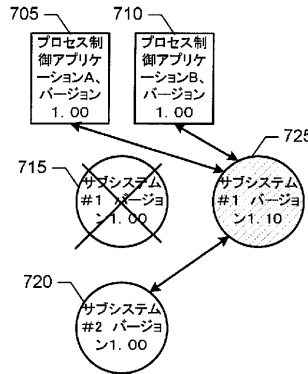 705
プロセス制
御アプリケ
ーションA、
バージョン
1．00
710
プロセス制
御アプリケ
ーションB、
バージョン
1．00
715
サブシステム
#1 バージョ
ン1．00
725
サブシステム
#1 バージョ
ン1．10
720
サブシステム
#2 バージョ
ン1．00